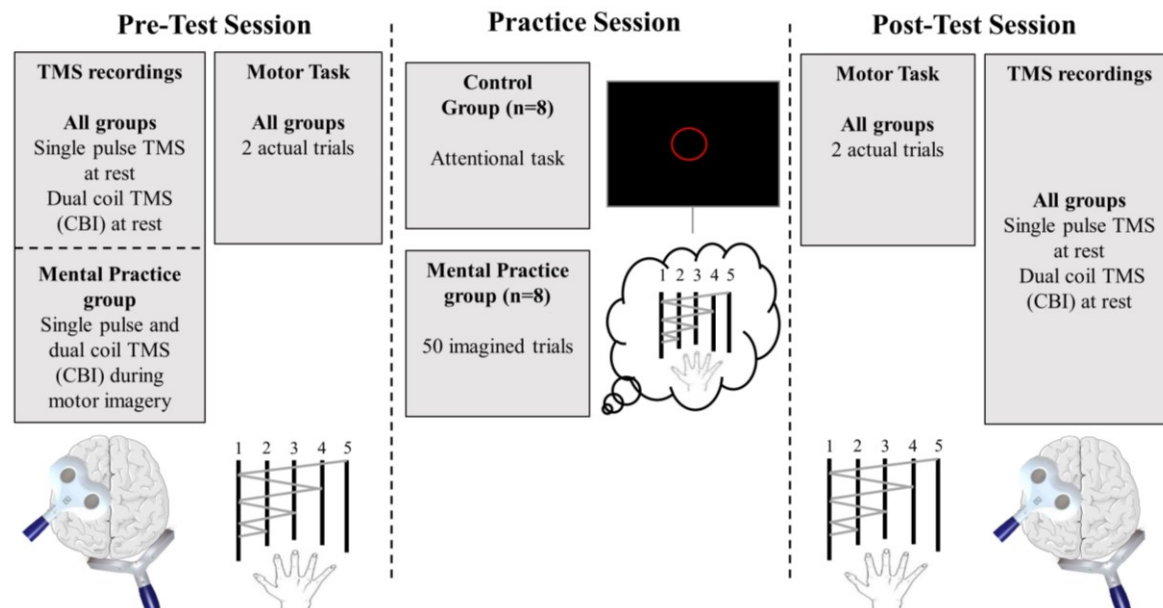 Pre-Test Session
TMS recordings
All groups
Single pulse TMS
at rest
Dual coil TMS
(CBI) at rest
Mental Practice
group
Single pulse and
dual coil TMS
(CBI) during
motor imagery
Motor Task
All groups
2 actual trials
1 2 3 4 5
Practice Session
Control
Group (n=8)
Attentional task
Mental Practice
group (n=8)
50 imagined trials
1 2 3 4 5
Post-Test Session
Motor Task
All groups
2 actual trials
1 2 3 4 5
TMS recordings
All groups
Single pulse TMS
at rest
Dual coil TMS
(CBI) at rest